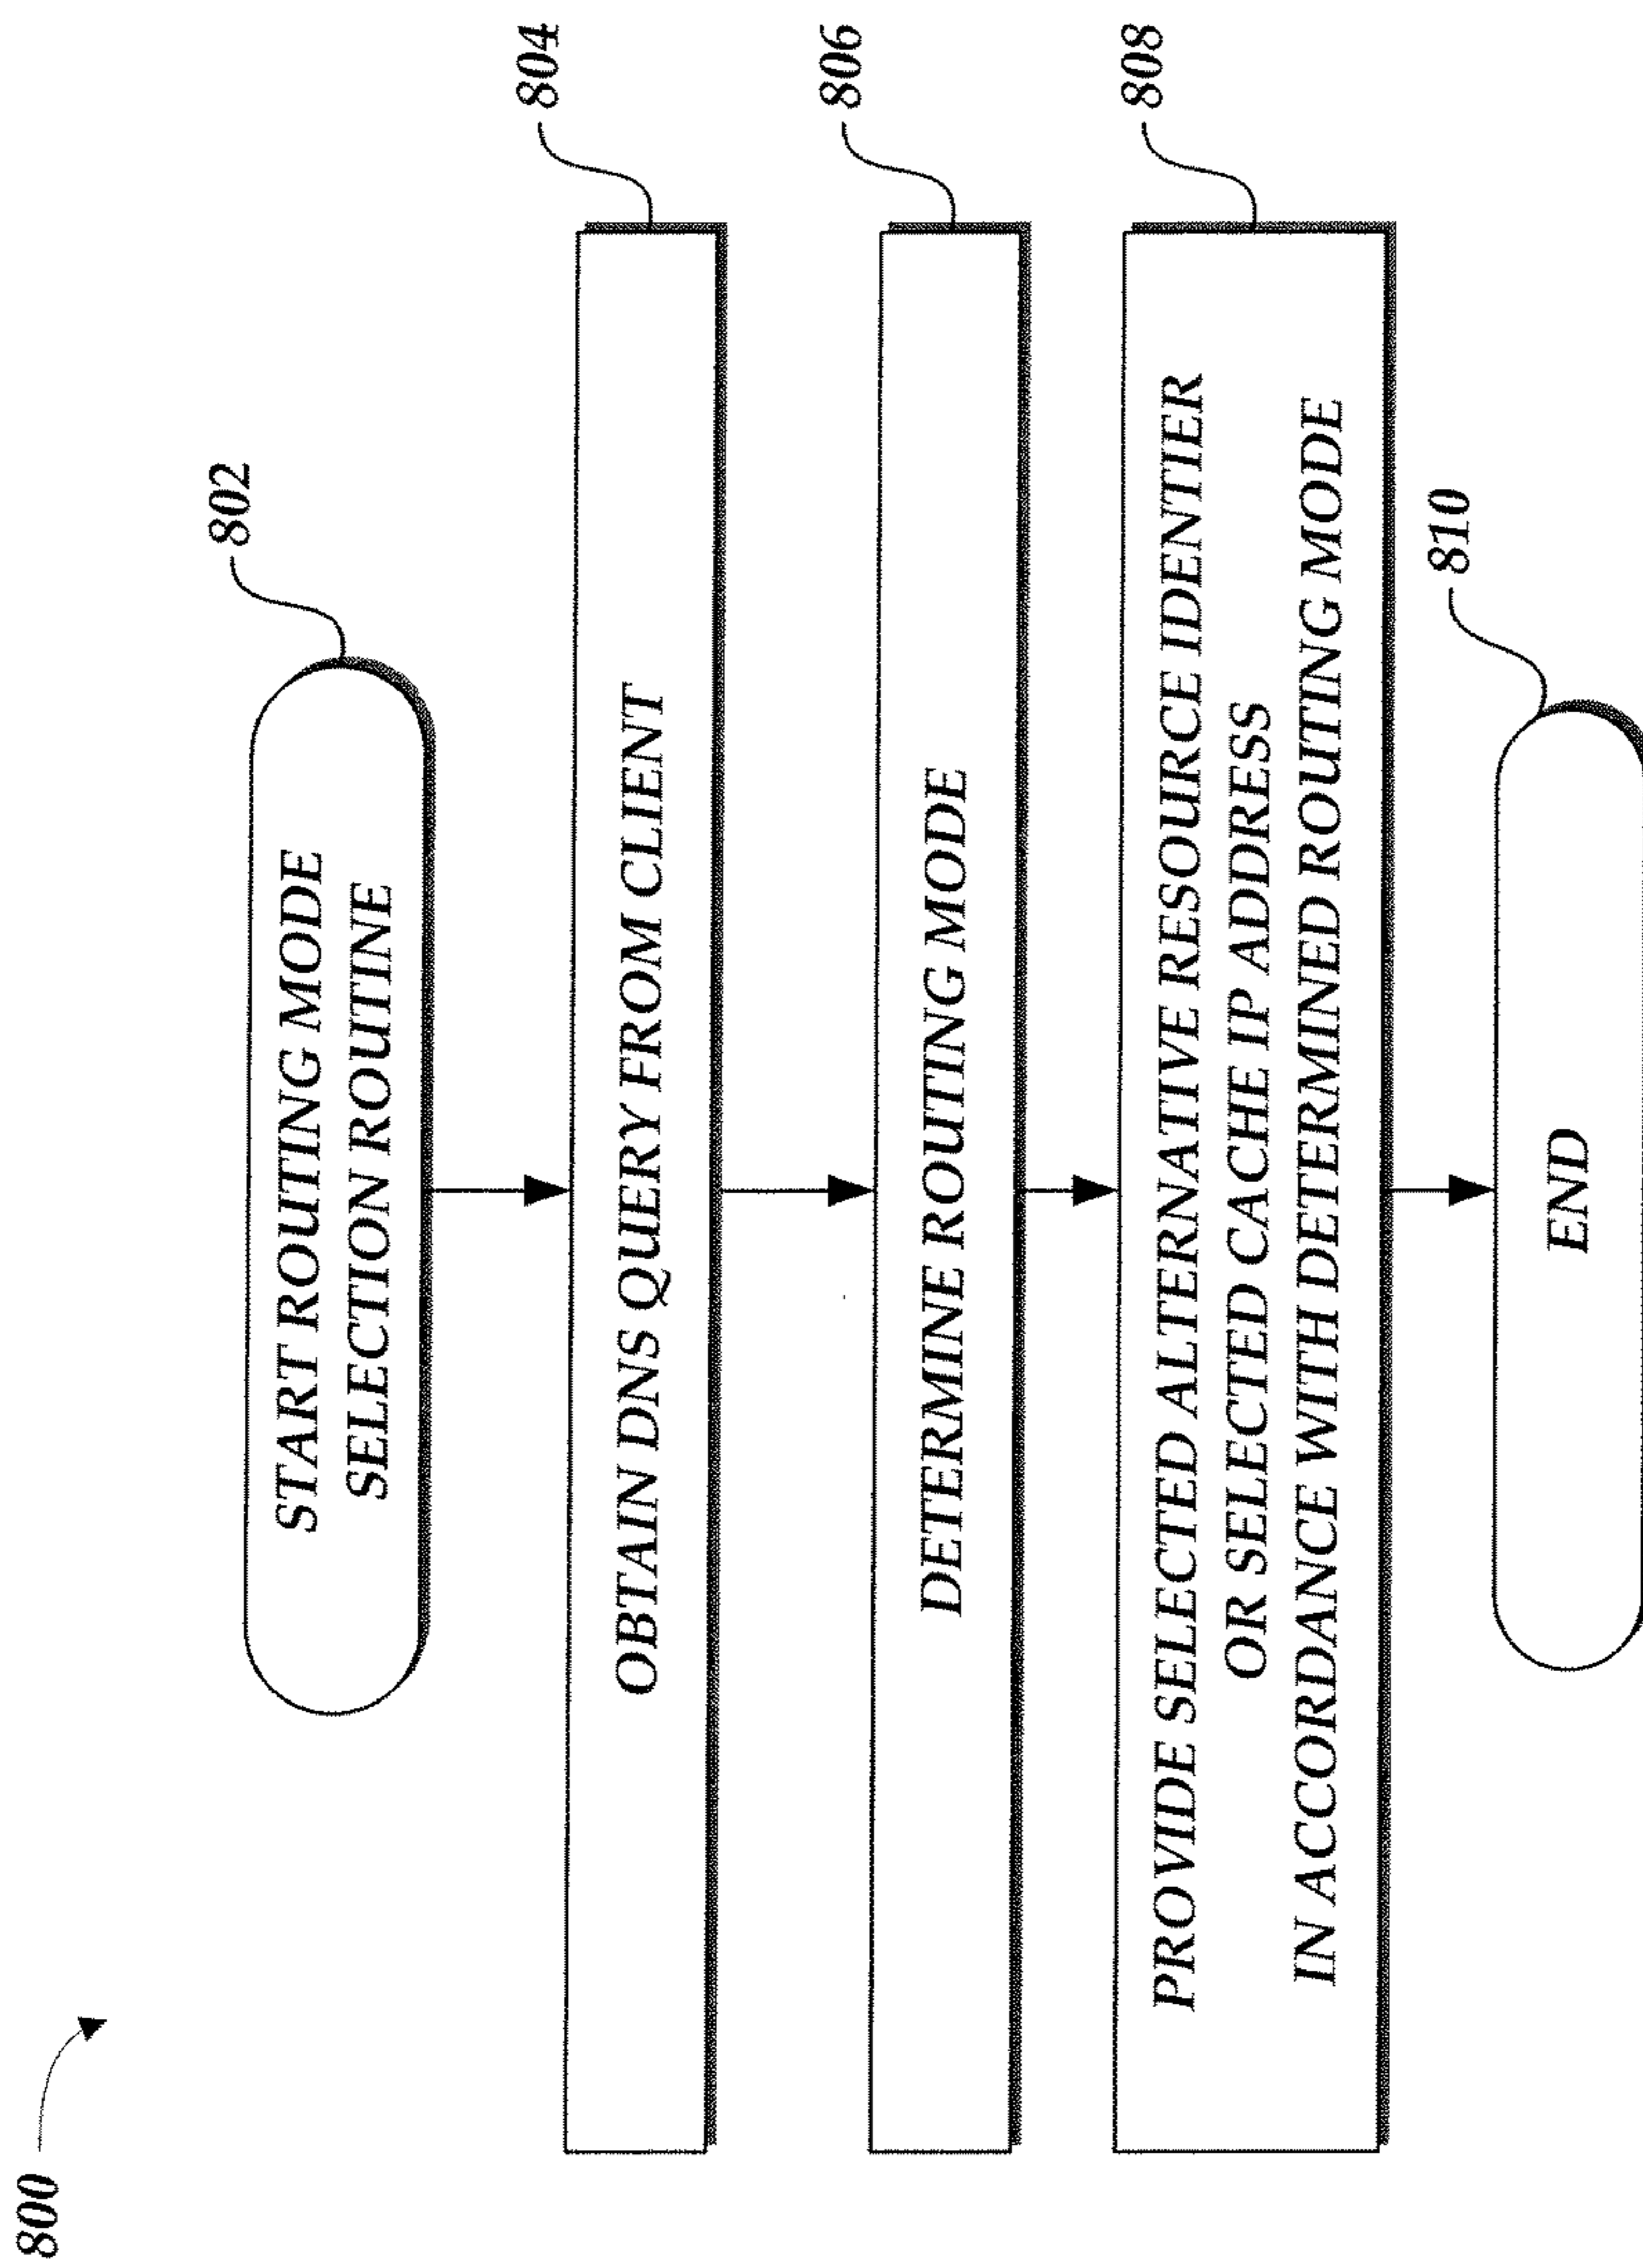 800
802
START ROUTING MODE
SELECTION ROUTINE
804
OBTAIN DNS QUERY FROM CLIENT
806
DETERMINE ROUTING MODE
808
PROVIDE SELECTED ALTERNATIVE RESOURCE IDENTIER
OR SELECTED CACHE IP ADDRESS
IN ACCORDANCE WITH DETERMINED ROUTING MODE
810
END